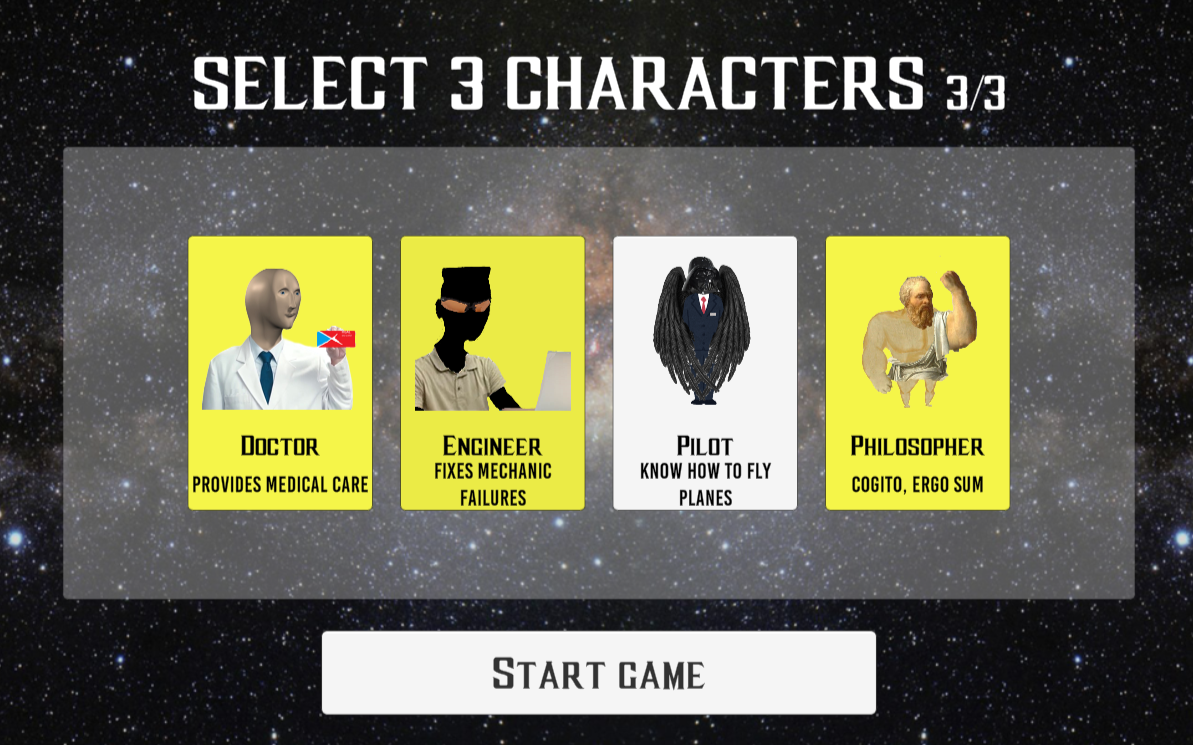 SELECT 3 CHARACTERS 3/3
DOCTOR
PROVIDES MEDICAL CARE
ENGINEER
FIXES MECHANIC
FAILURES
PILOT
KNOW HOW TO FLY
PLANES
PHILOSOPHER
COGITO, ERGO SUM
START GAME